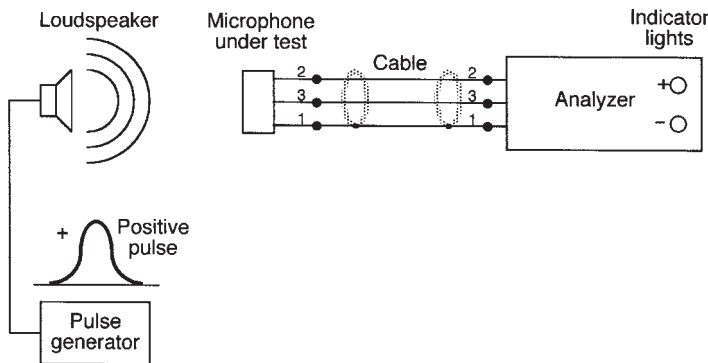 Loudspeaker
Microphone
under test
Indicator
lights
Cable
2
2
3
3
1
1
Analyzer
+
−
+
Positive
pulse
Pulse
generator